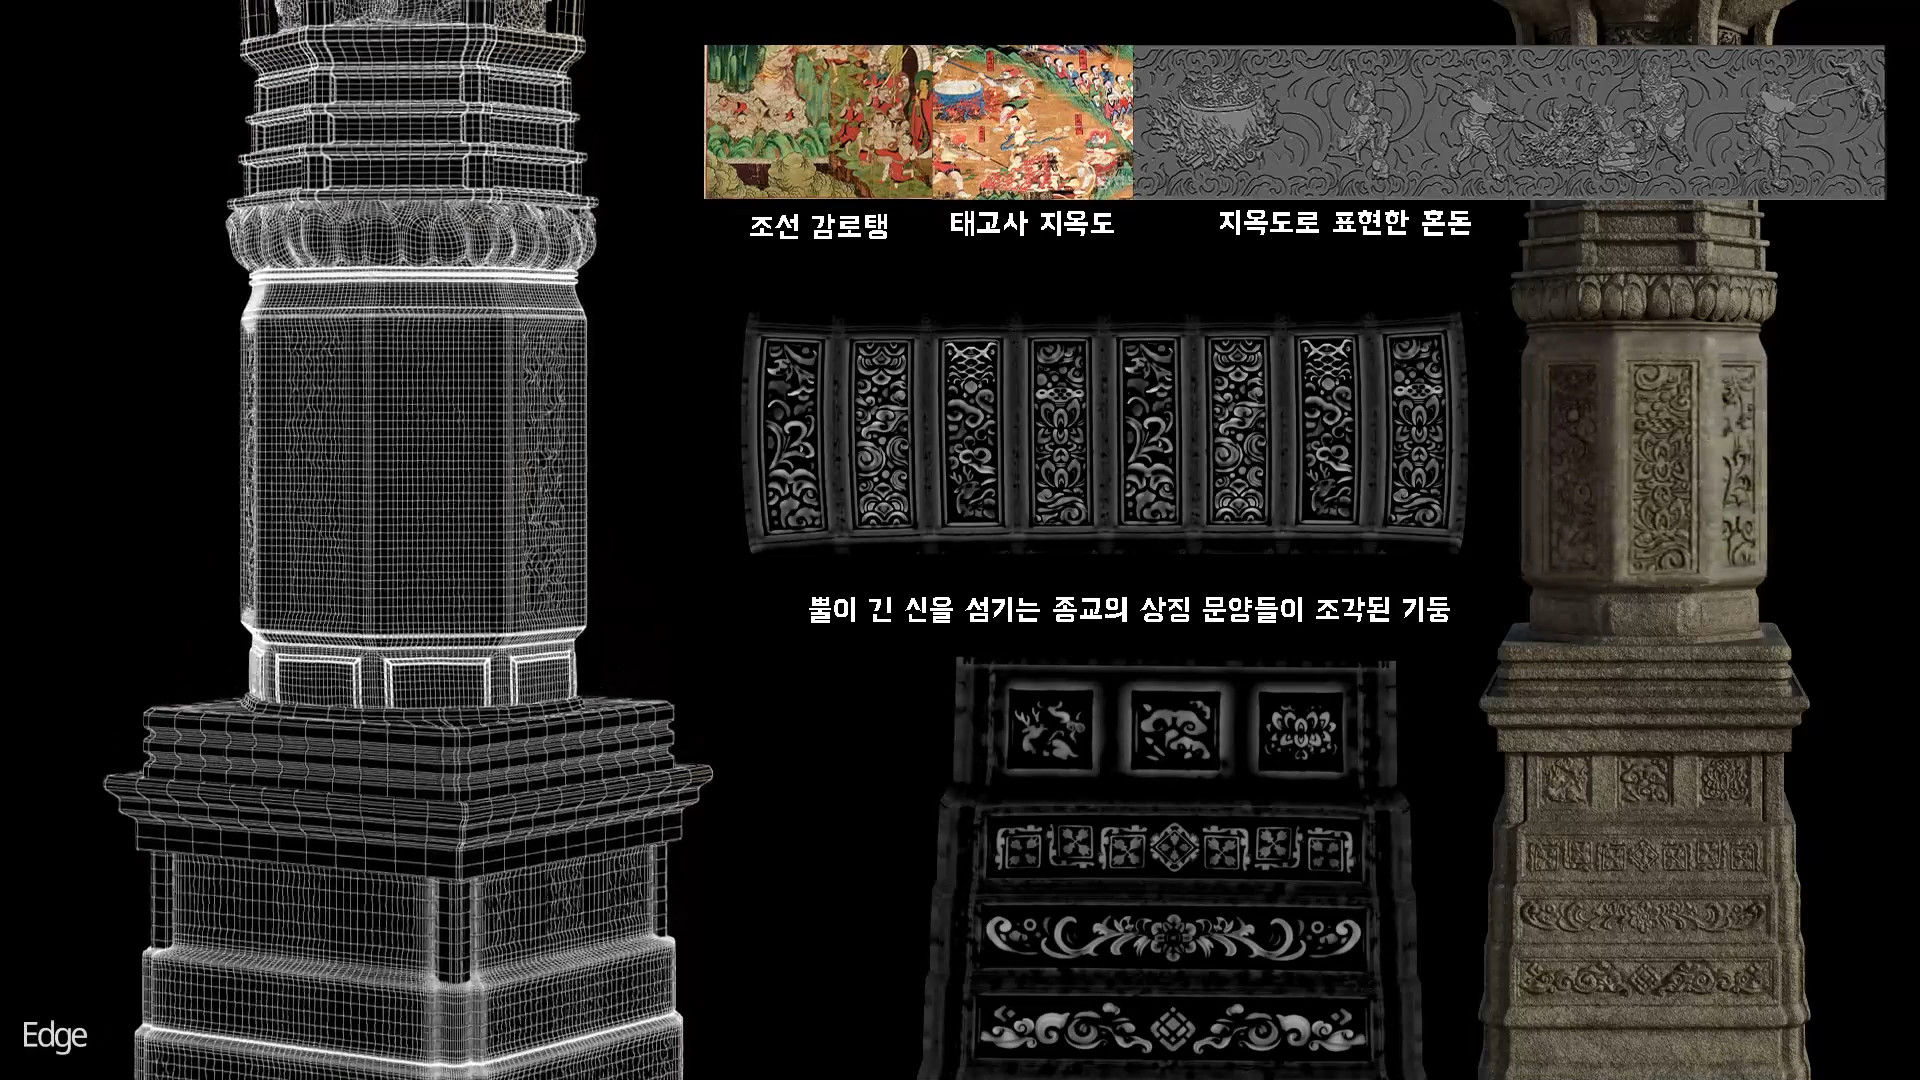 조선 감로탱
태고사 지옥도
지옥도로 표현한 혼돈
뿔이 긴 신을 섬기는 종교의 상징 문양들이 조각된 기둥
Edge